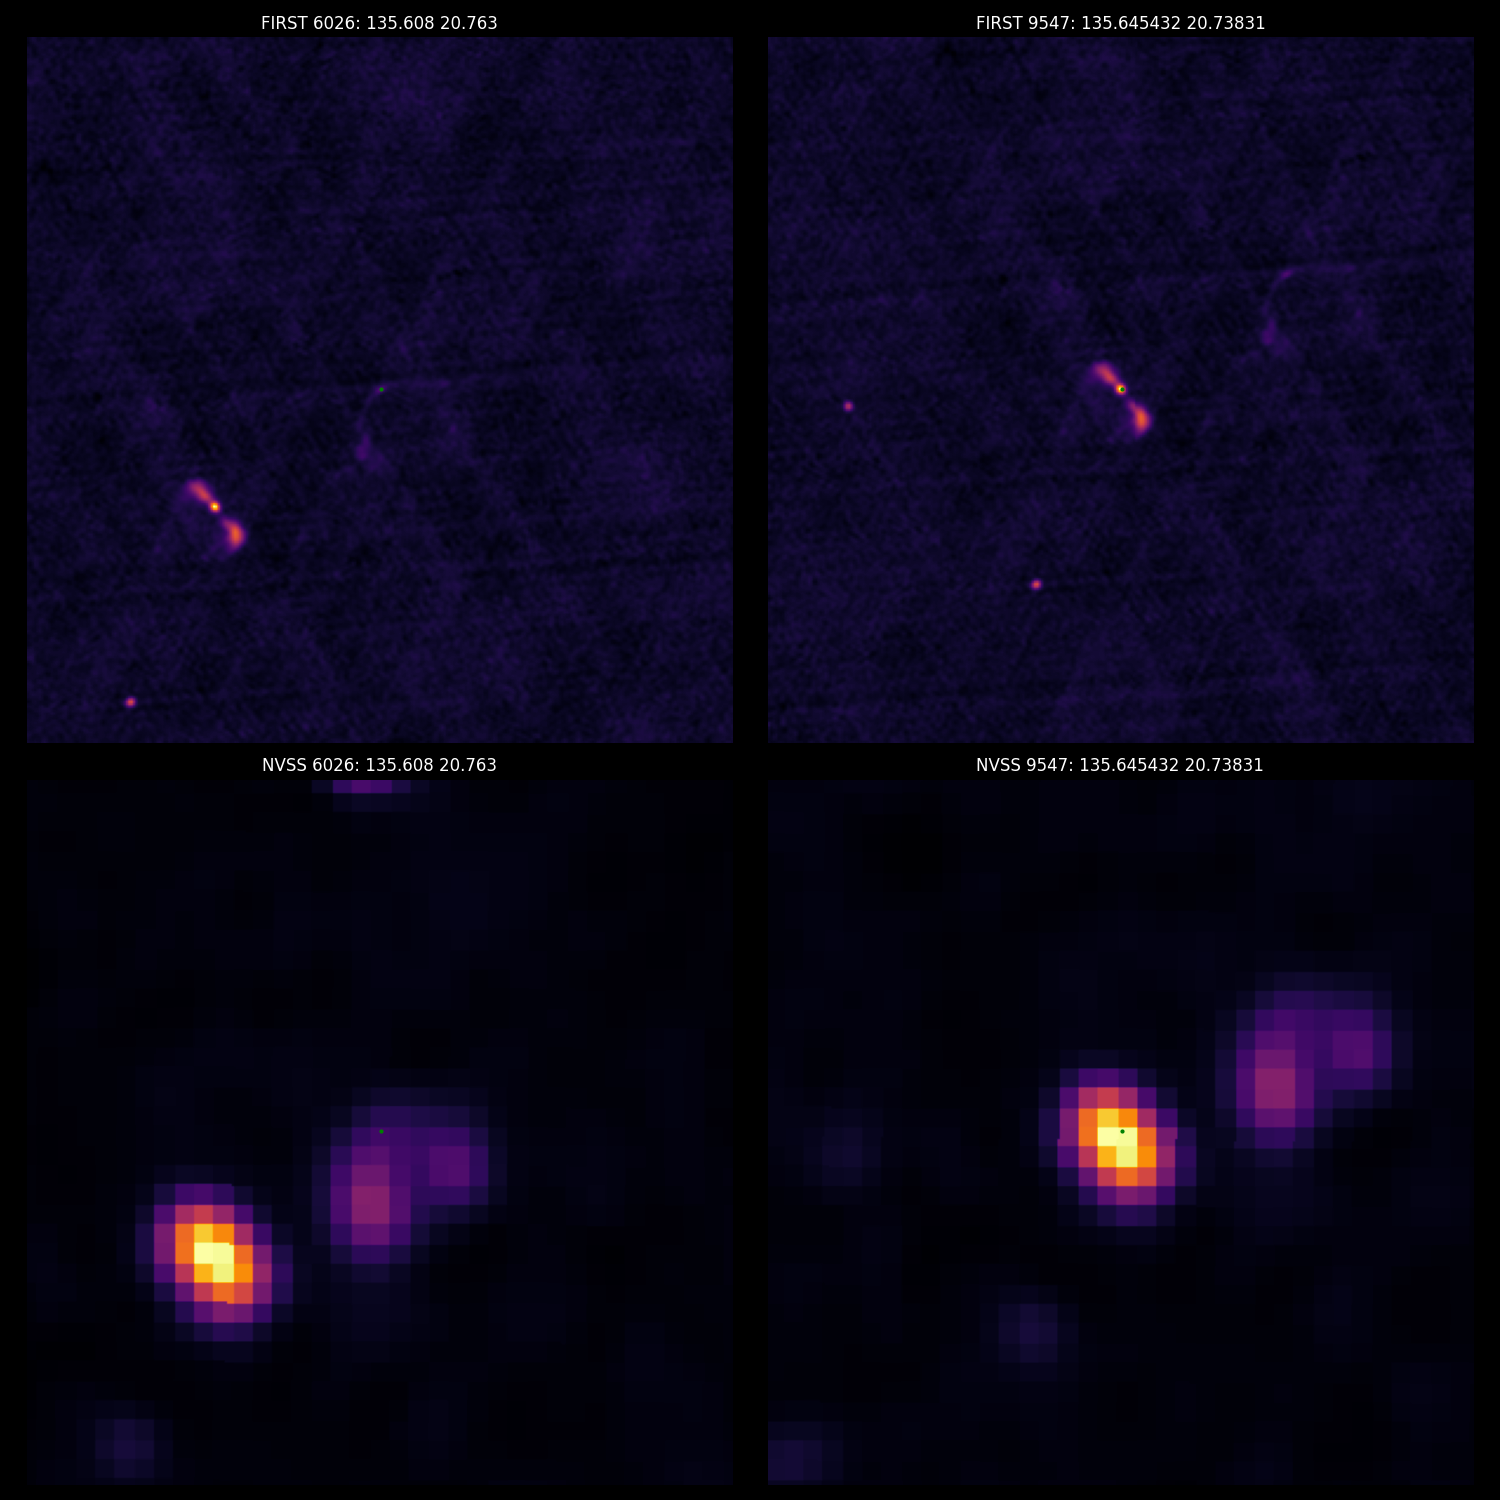 FIRST 6026: 135.608 20.763
FIRST 9547: 135.645432 20.73831
NVSS 6026: 135.608 20.763
NVSS 9547: 135.645432 20.73831